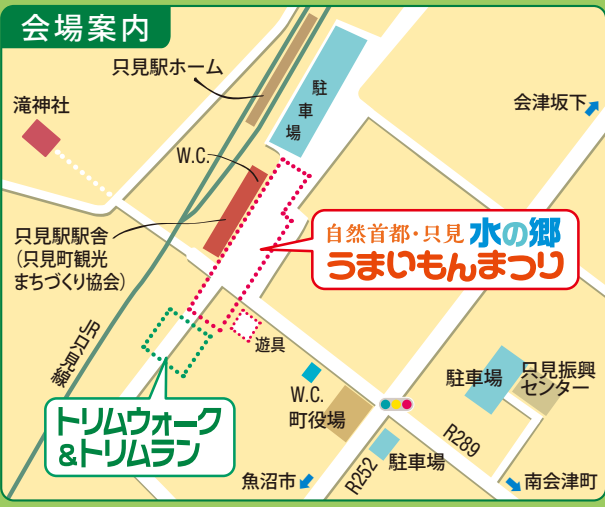 会場案内
只見駅ホーム
駐車場
会津坂下
滝神社
W.C.
只見駅駅舎
(只見町観光
まちづくり協会)
自然首都・只見 水の郷
うまいもんまつり
JR只見線
遊具
トリムウォーク
&トリムラン
W.C.
町役場
駐車場
只見振興
センター
R289
R252
駐車場
魚沼市
南会津町